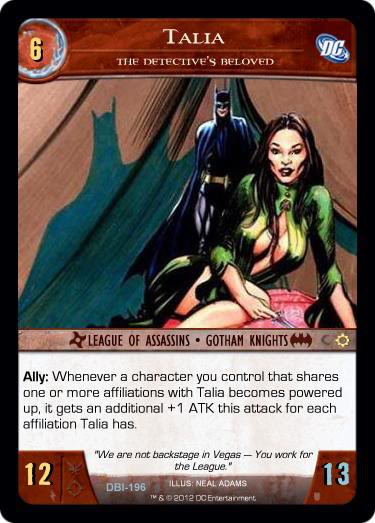 6
TALIA
DC
THE DETECTIVE'S BELOVED
LEAGUE OF ASSASSINS • GOTHAM KNIGHTS
Ally: Whenever a character you control that shares
one or more affiliations with Talia becomes powered
up, it gets an additional +1 ATK this attack for each
affiliation Talia has.
"We are not backstage in Vegas — You work for
the League."
12
DBI-196
ILLUS: NEAL ADAMS
13
™ & © 2012 DC Entertainment